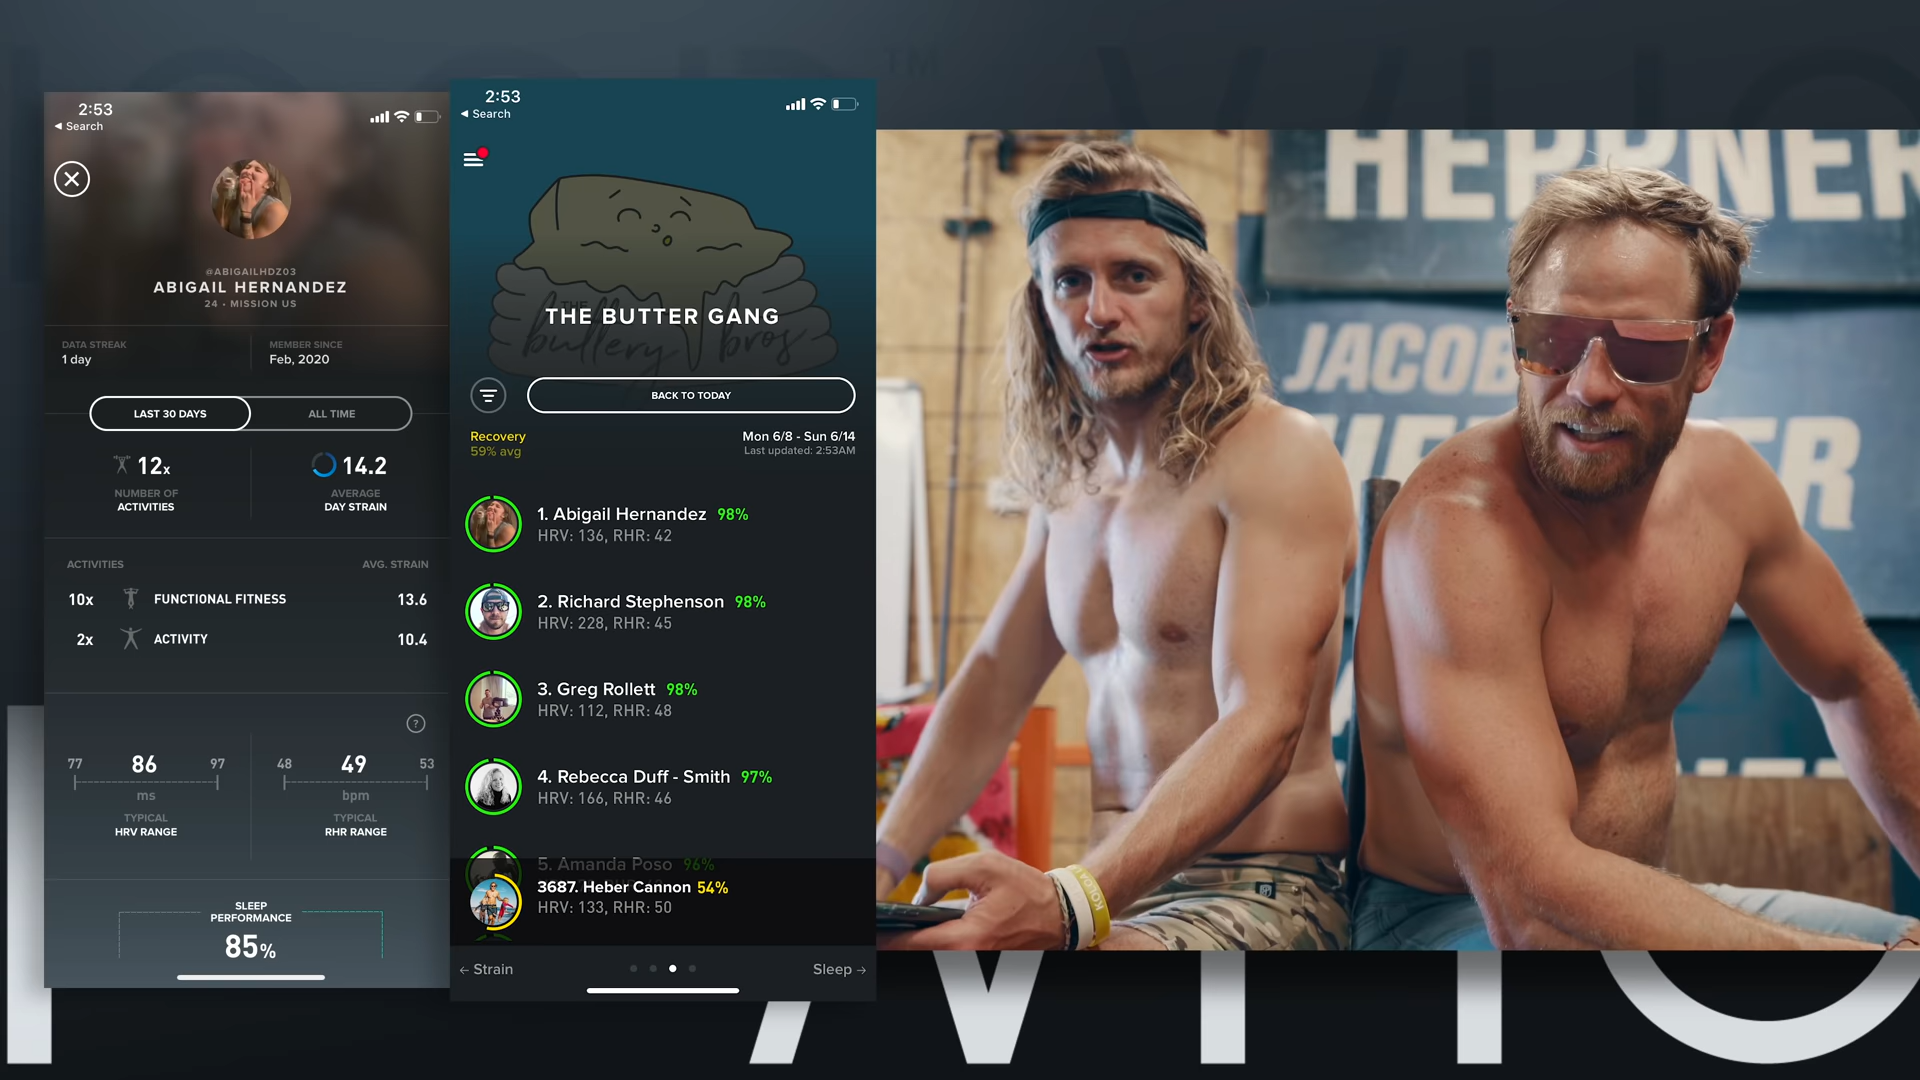 2:53
Search
@ABIGAILHDZ03
ABIGAIL HERNANDEZ
24 • MISSION US
DATA STREAK
1 day
MEMBER SINCE
Feb, 2020
LAST 30 DAYS
ALL TIME
12x
NUMBER OF
ACTIVITIES
14.2
AVERAGE
DAY STRAIN
ACTIVITIES
AVG. STRAIN
10x FUNCTIONAL FITNESS 13.6
2x ACTIVITY 10.4
77 86 97
ms
TYPICAL
HRV RANGE
48 49 53
bpm
TYPICAL
RHR RANGE
SLEEP
PERFORMANCE
85%
2:53
Search
THE
buttery bros
THE BUTTER GANG
BACK TO TODAY
Recovery
59% avg
Mon 6/8 - Sun 6/14
Last updated: 2:53AM
1. Abigail Hernandez 98%
HRV: 136, RHR: 42
2. Richard Stephenson 98%
HRV: 228, RHR: 45
3. Greg Rollett 98%
HRV: 112, RHR: 48
4. Rebecca Duff - Smith 97%
HRV: 166, RHR: 46
5. Amanda Poso 96%
3687. Heber Cannon 54%
HRV: 133, RHR: 50
← Strain
Sleep →
HEPPNER
JACOB